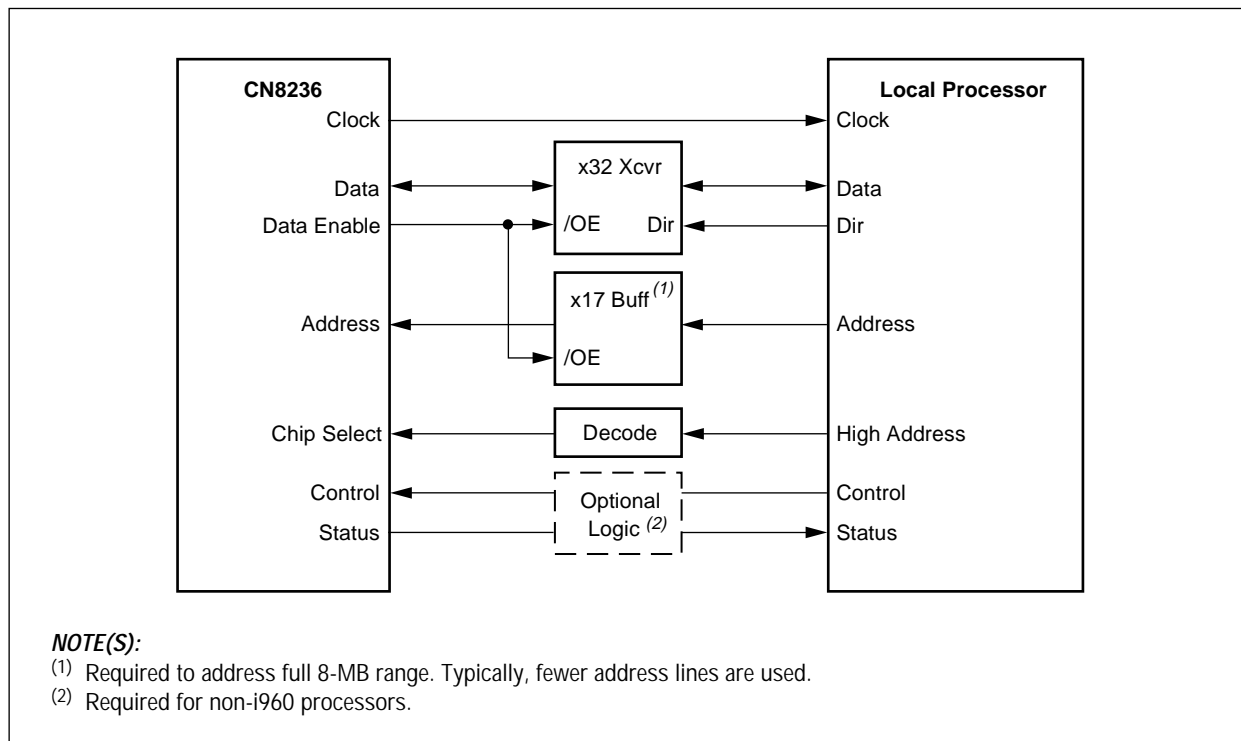 CN8236
Local Processor
Clock
Clock
x32 Xcvr
Data
Data
Data Enable
/OE
Dir
Dir
x17 Buff (1)
Address
Address
/OE
Chip Select
Decode
High Address
Control
Optional
Logic (2)
Control
Status
Status
NOTE(S):
(1) Required to address full 8-MB range. Typically, fewer address lines are used.
(2) Required for non-i960 processors.